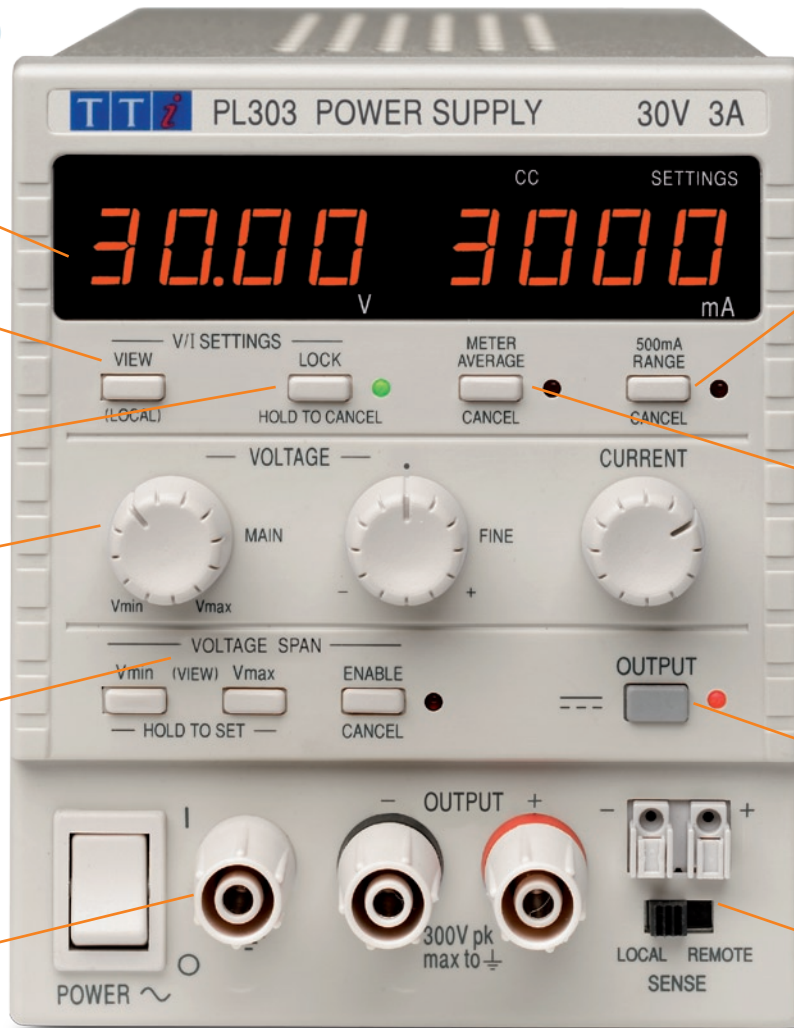 TTi PL303 POWER SUPPLY 30V 3A
CC SETTINGS
30.00 V 3000 mA
V/I SETTINGS
VIEW LOCK METER AVERAGE 500mA RANGE
(LOCAL) HOLD TO CANCEL CANCEL CANCEL
VOLTAGE CURRENT
MAIN FINE
Vmin Vmax - +
VOLTAGE SPAN
Vmin (VIEW) Vmax ENABLE OUTPUT
HOLD TO SET CANCEL
- OUTPUT + - +
I
300V pk
max to ⏚
O
LOCAL REMOTE
POWER ~ SENSE